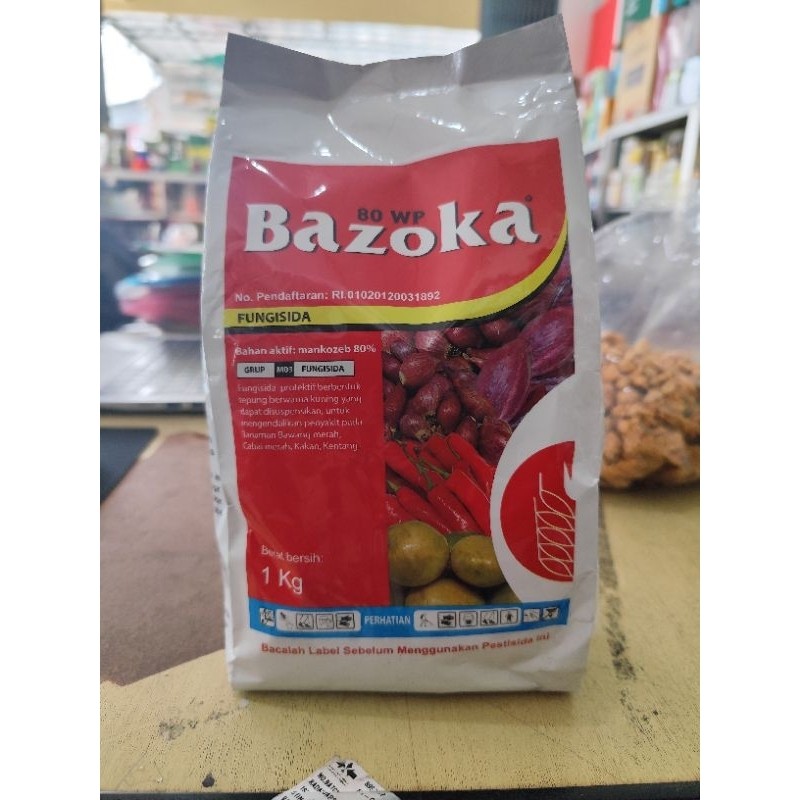 80 WP
Bazoka®
No. Pendaftaran: RI.01020120031892
FUNGISIDA
Bahan aktif: mankozeb 80%
GRUP M03 FUNGISIDA
Fungisida protektif berbentuk
tepung berwarna kuning yang
dapat disuspensikan, untuk
mengendalikan penyakit pada
tanaman Bawang merah,
Cabai merah, Kakao, Kentang
Berat bersih:
1 Kg
PERHATIAN
Bacalah Label Sebelum Menggunakan Pestisida ini